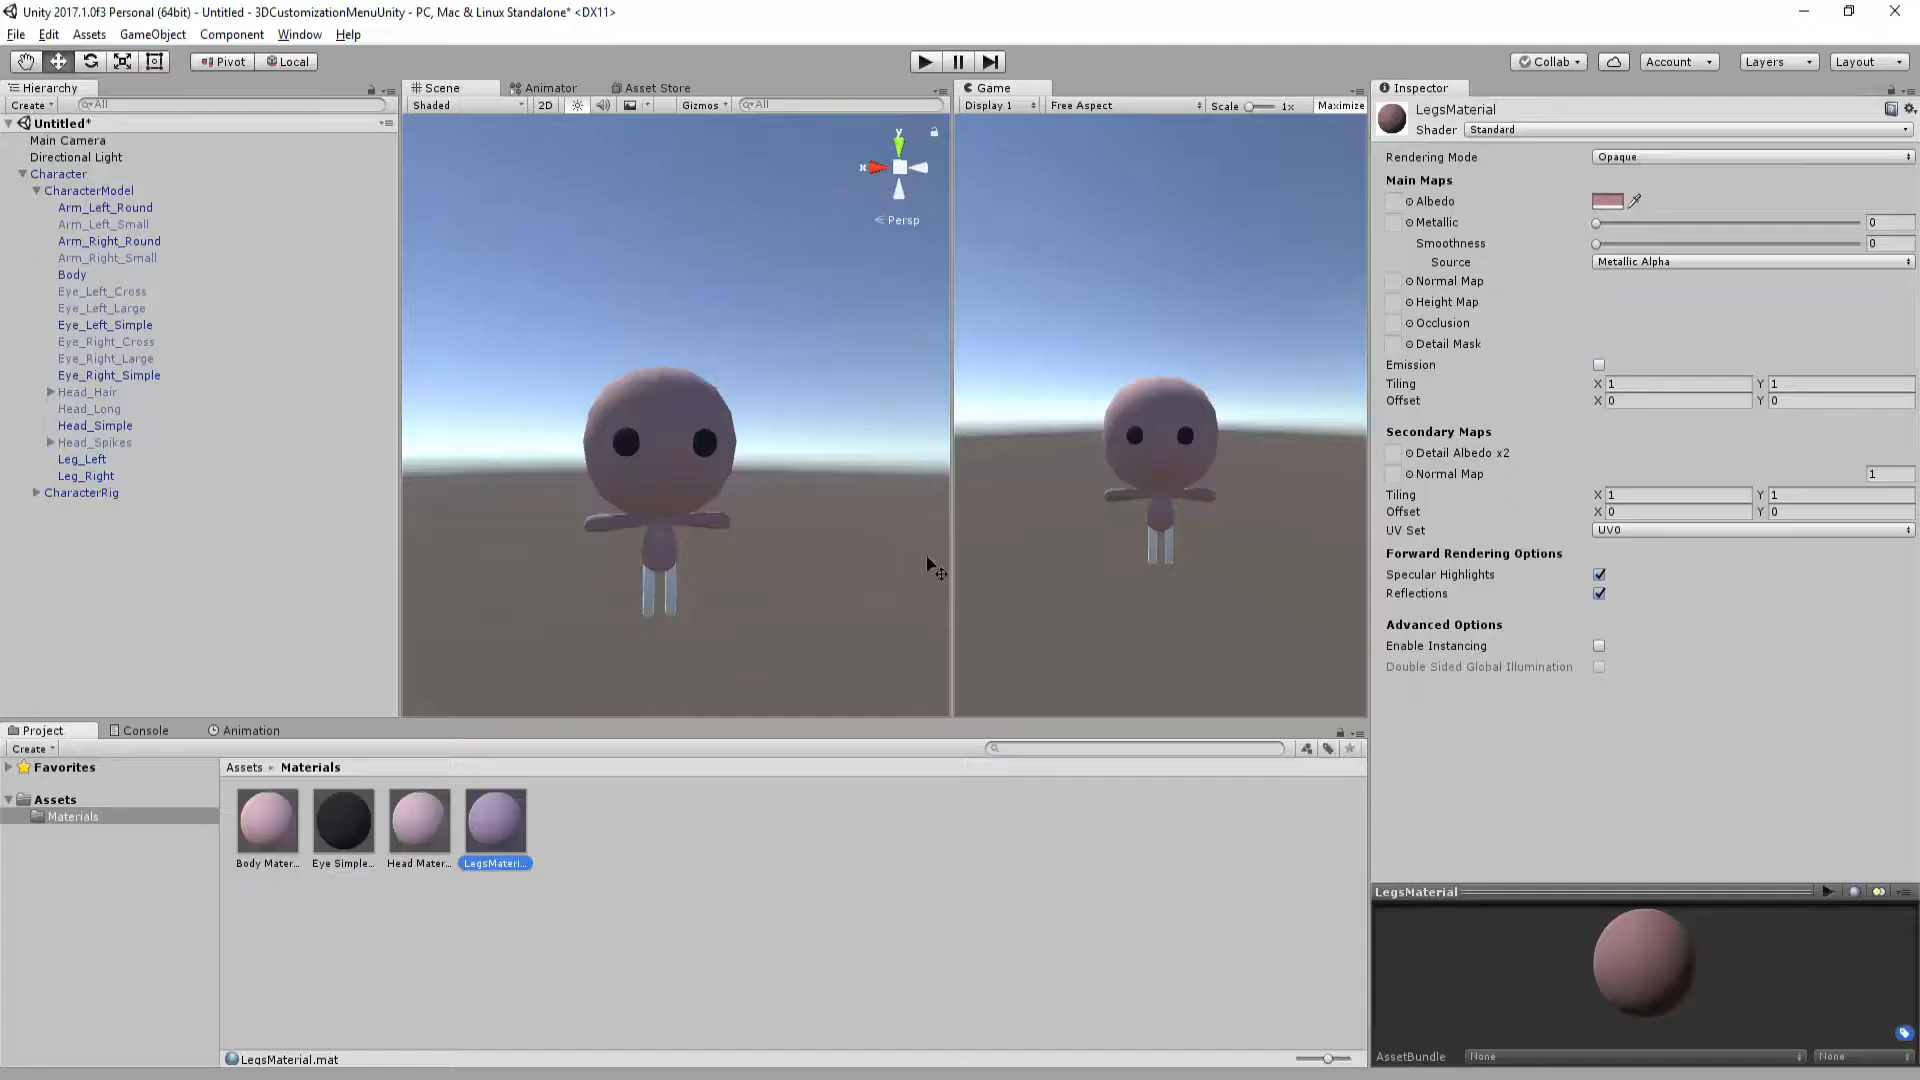 Unity 2017.1.0f3 Personal (64bit) - Untitled - 3DCustomizationMenuUnity - PC, Mac & Linux Standalone* <DX11>
File Edit Assets GameObject Component Window Help
Pivot Local Collab Account Layers Layout
Hierarchy
Create All
Untitled*
Main Camera
Directional Light
Character
CharacterModel
Arm_Left_Round
Arm_Left_Small
Arm_Right_Round
Arm_Right_Small
Body
Eye_Left_Cross
Eye_Left_Large
Eye_Left_Simple
Eye_Right_Cross
Eye_Right_Large
Eye_Right_Simple
Head_Hair
Head_Long
Head_Simple
Head_Spikes
Leg_Left
Leg_Right
CharacterRig
Scene Animator Asset Store
Shaded 2D Gizmos All
y
x
Persp
Game
Display 1 Free Aspect Scale 1x Maximize
Inspector
LegsMaterial
Shader Standard
Rendering Mode Opaque
Main Maps
Albedo
Metallic 0
Smoothness 0
Source Metallic Alpha
Normal Map
Height Map
Occlusion
Detail Mask
Emission
Tiling X 1 Y 1
Offset X 0 Y 0
Secondary Maps
Detail Albedo x2
Normal Map 1
Tiling X 1 Y 1
Offset X 0 Y 0
UV Set UV0
Forward Rendering Options
Specular Highlights
Reflections
Advanced Options
Enable Instancing
Double Sided Global Illumination
LegsMaterial
AssetBundle None None
Project Console Animation
Create
Favorites
Assets
Materials
Assets Materials
Body Mater... Eye Simple... Head Mater... LegsMateri...
LegsMaterial.mat